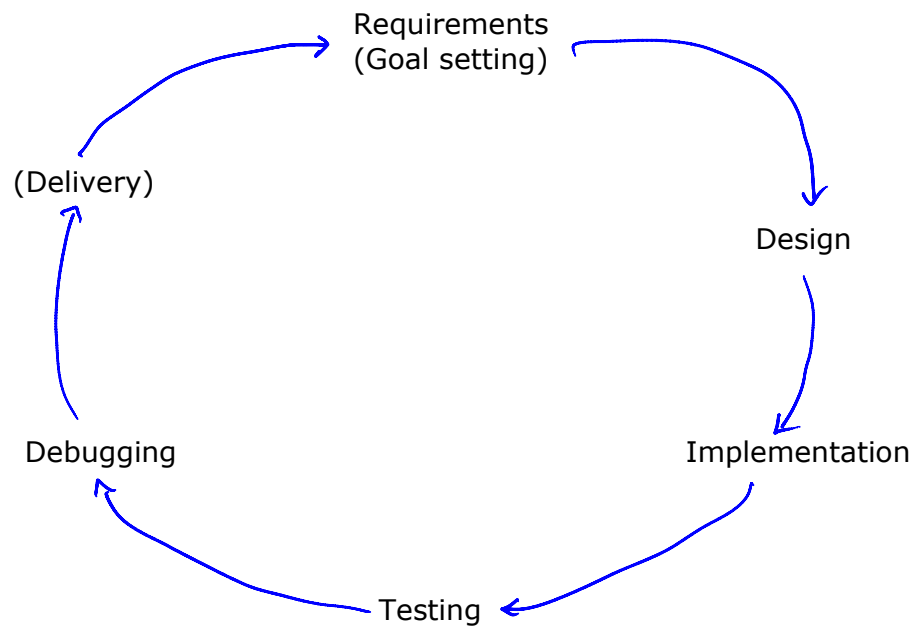 Requirements
(Goal setting)
Design
Implementation
Testing
Debugging
(Delivery)